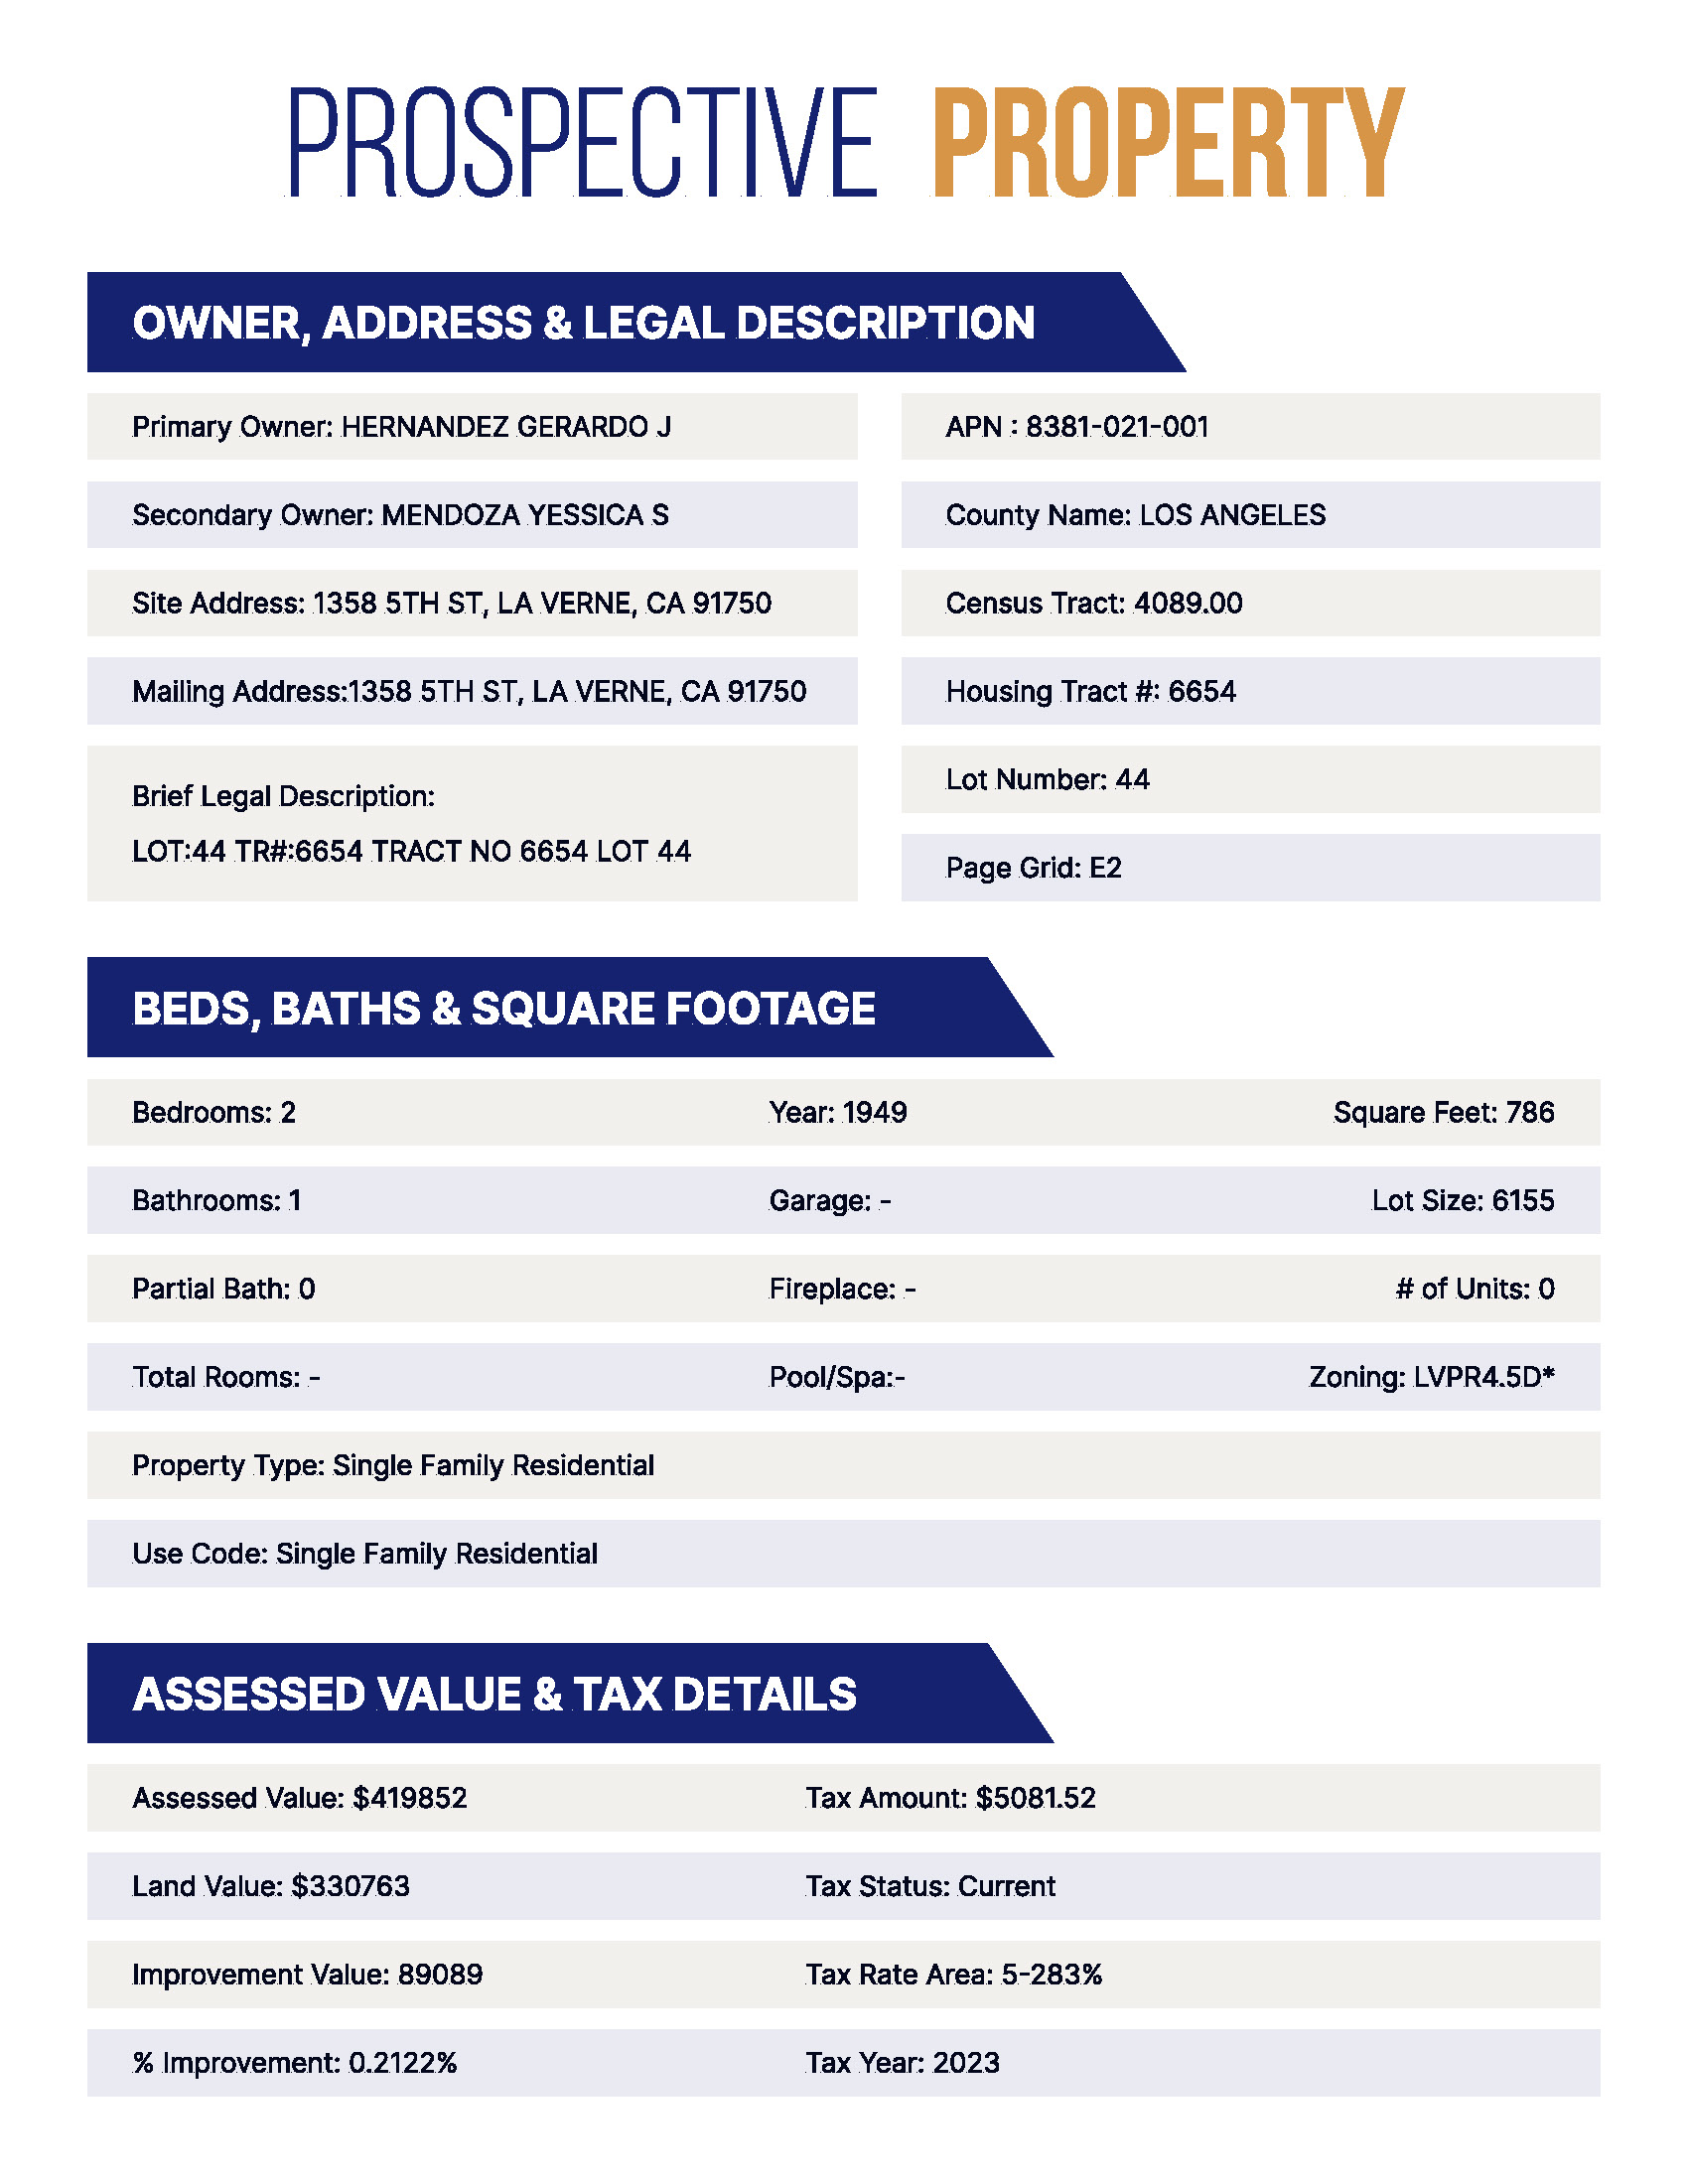 PROSPECTIVE PROPERTY
OWNER, ADDRESS & LEGAL DESCRIPTION
Primary Owner: HERNANDEZ GERARDO J
Secondary Owner: MENDOZA YESSICA S
Site Address: 1358 5TH ST, LA VERNE, CA 91750
Mailing Address:1358 5TH ST, LA VERNE, CA 91750
Brief Legal Description:
LOT:44 TR#:6654 TRACT NO 6654 LOT 44
APN : 8381-021-001
County Name: LOS ANGELES
Census Tract: 4089.00
Housing Tract #: 6654
Lot Number: 44
Page Grid: E2
BEDS, BATHS & SQUARE FOOTAGE
Bedrooms: 2 Year: 1949 Square Feet: 786
Bathrooms: 1 Garage: - Lot Size: 6155
Partial Bath: 0 Fireplace: - # of Units: 0
Total Rooms: - Pool/Spa:- Zoning: LVPR4.5D*
Property Type: Single Family Residential
Use Code: Single Family Residential
ASSESSED VALUE & TAX DETAILS
Assessed Value: $419852 Tax Amount: $5081.52
Land Value: $330763 Tax Status: Current
Improvement Value: 89089 Tax Rate Area: 5-283%
% Improvement: 0.2122% Tax Year: 2023